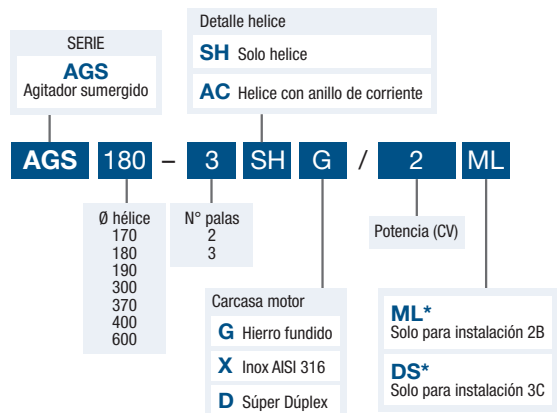 SERIE
AGS
Agitador sumergido
Detalle helice
SH Solo helice
AC Helice con anillo de corriente
AGS 180 – 3 SH G / 2 ML
Ø hélice
170
180
190
300
370
400
600
N° palas
2
3
Potencia (CV)
Carcasa motor
G Hierro fundido
X Inox AISI 316
D Súper Dúplex
ML*
Solo para instalación 2B
DS*
Solo para instalación 3C